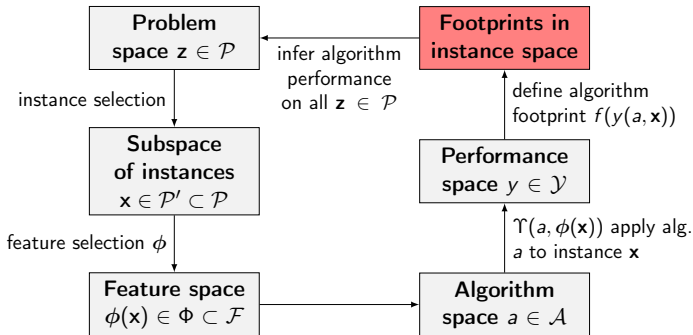 Problem
space z ∈ 𝒫
instance selection
Subspace
of instances
x ∈ 𝒫′ ⊂ 𝒫
feature selection ϕ
Feature space
ϕ(x) ∈ Φ ⊂ ℱ
Algorithm
space a ∈ 𝒜
ϒ(a, ϕ(x)) apply alg.
a to instance x
Performance
space y ∈ 𝒴
define algorithm
footprint f(y(a, x))
Footprints in
instance space
infer algorithm
performance
on all z ∈ 𝒫